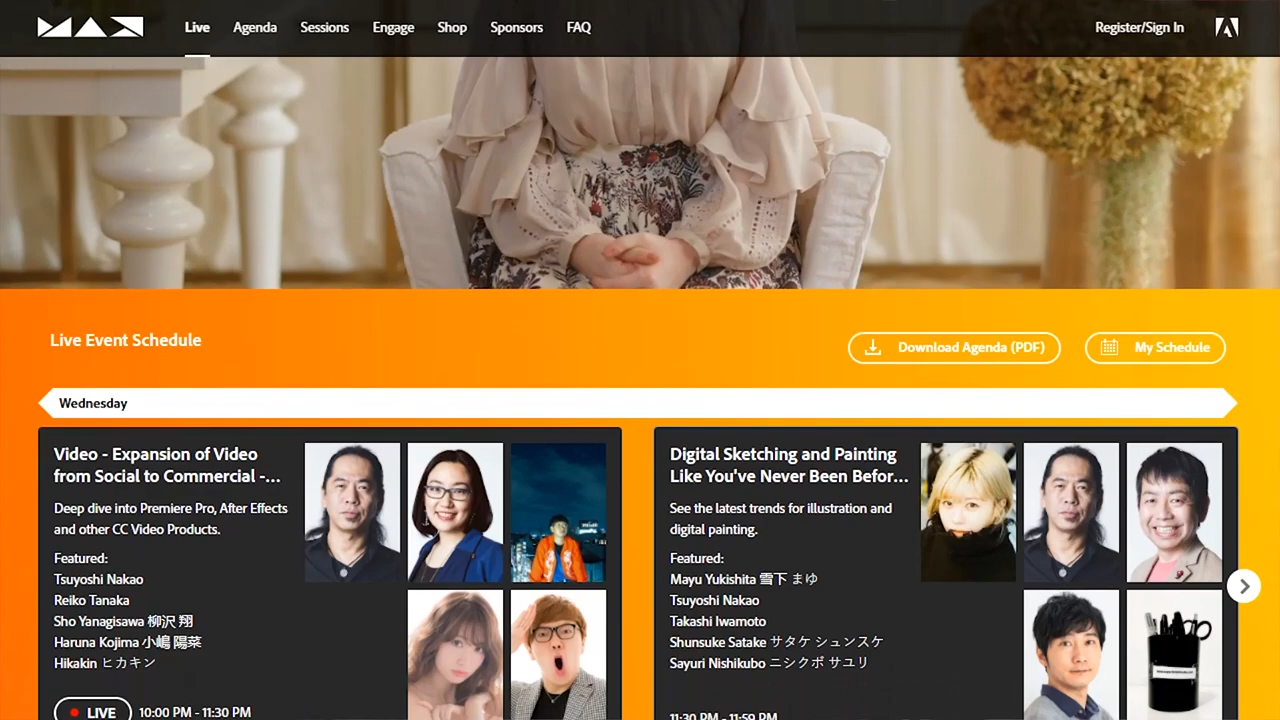 MAX
Live
Agenda
Sessions
Engage
Shop
Sponsors
FAQ
Register/Sign In
Live Event Schedule
Download Agenda (PDF)
My Schedule
Wednesday
Video - Expansion of Video
from Social to Commercial -...
Deep dive into Premiere Pro, After Effects
and other CC Video Products.
Featured:
Tsuyoshi Nakao
Reiko Tanaka
Sho Yanagisawa 柳沢 翔
Haruna Kojima 小嶋 陽菜
Hikakin ヒカキン
LIVE
10:00 PM - 11:30 PM
Digital Sketching and Painting
Like You've Never Been Befor...
See the latest trends for illustration and
digital painting.
Featured:
Mayu Yukishita 雪下 まゆ
Tsuyoshi Nakao
Takashi Iwamoto
Shunsuke Satake サタケ シュンスケ
Sayuri Nishikubo ニシクボ サユリ
11:30 PM - 11:59 PM